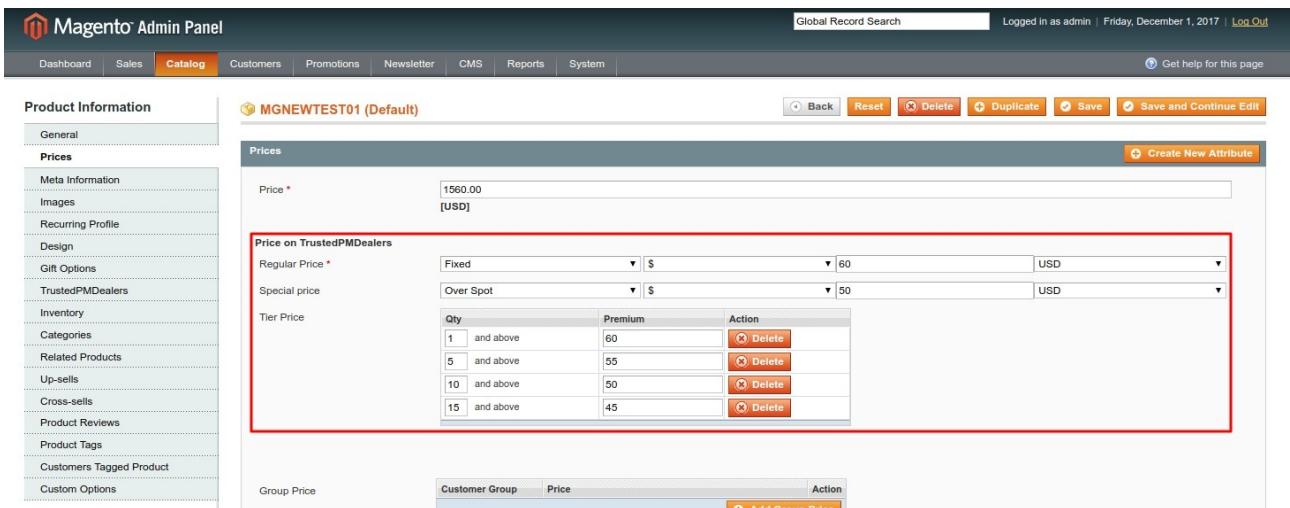 Magento Admin Panel
Global Record Search
Logged in as admin | Friday, December 1, 2017 | Log Out
Dashboard Sales Catalog Customers Promotions Newsletter CMS Reports System Get help for this page
Product Information
General
Prices
Meta Information
Images
Recurring Profile
Design
Gift Options
TrustedPMDealers
Inventory
Categories
Related Products
Up-sells
Cross-sells
Product Reviews
Product Tags
Customers Tagged Product
Custom Options
MGNEWTEST01 (Default)
Back Reset Delete Duplicate Save Save and Continue Edit
Prices Create New Attribute
Price * 1560.00
[USD]
Price on TrustedPMDealers
Regular Price * Fixed $ 60 USD
Special price Over Spot $ 50 USD
Tier Price
Qty Premium Action
1 and above 60 Delete
5 and above 55 Delete
10 and above 50 Delete
15 and above 45 Delete
Group Price
Customer Group Price Action
Add Group Price